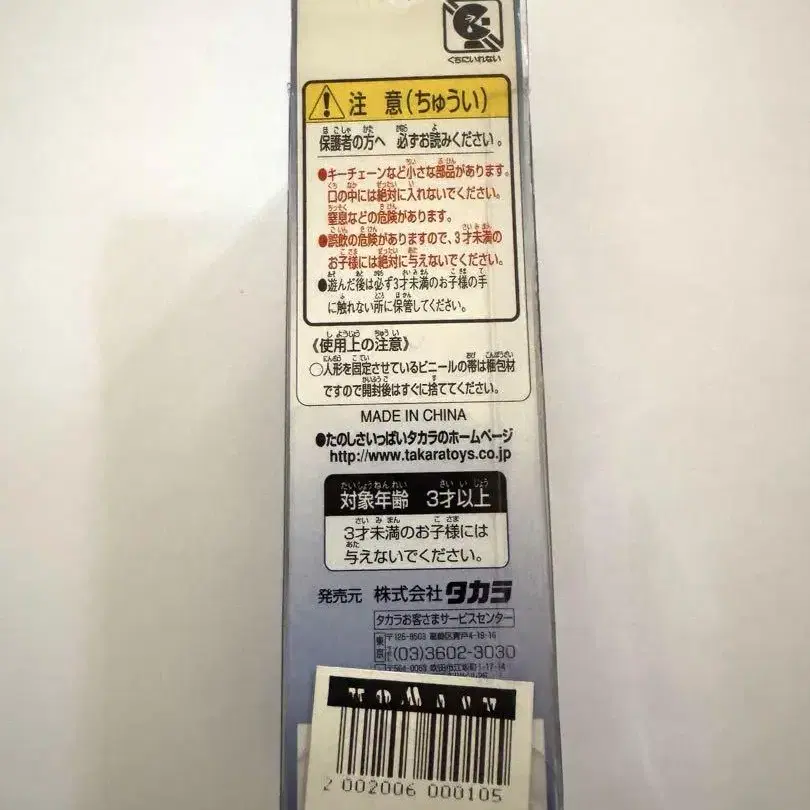 くちにいれない
注意(ちゅうい)
保護者の方へ 必ずお読みください。
●キーチェーンなど小さな部品があります。
口の中には絶対に入れないでください。
窒息などの危険があります。
●誤飲の危険がありますので、3才未満の
お子様には絶対に与えないでください。
●遊んだ後は必ず3才未満のお子様の手
に触れない所に保管してください。
《使用上の注意》
○人形を固定させているビニールの帯は梱包材
ですので開封後はすぐに捨ててください。
MADE IN CHINA
●たのしさいっぱいタカラのホームページ
http://www.takaratoys.co.jp
対象年齢 3才以上
3才未満のお子様には
与えないでください。
発売元 株式会社タカラ
タカラお客さまサービスセンター
東京 〒125-8503 葛飾区青戸4-19-16
(03)3602-3030
2 002006 000105